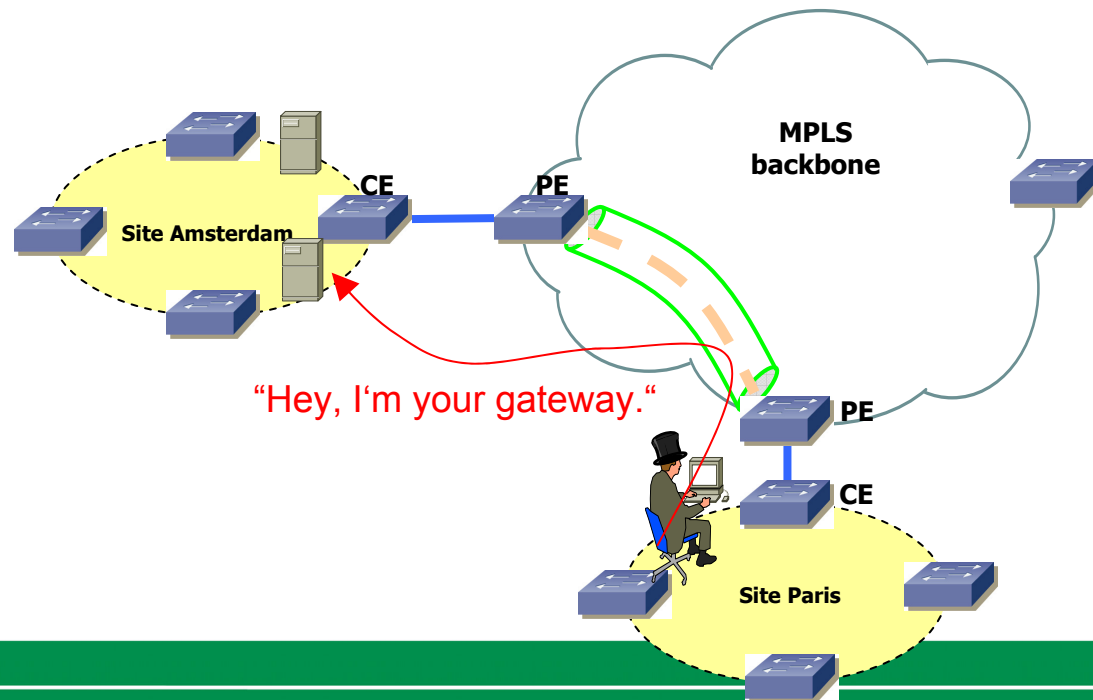 MPLS
backbone
CE
PE
Site Amsterdam
“Hey, I‘m your gateway.“
PE
CE
Site Paris